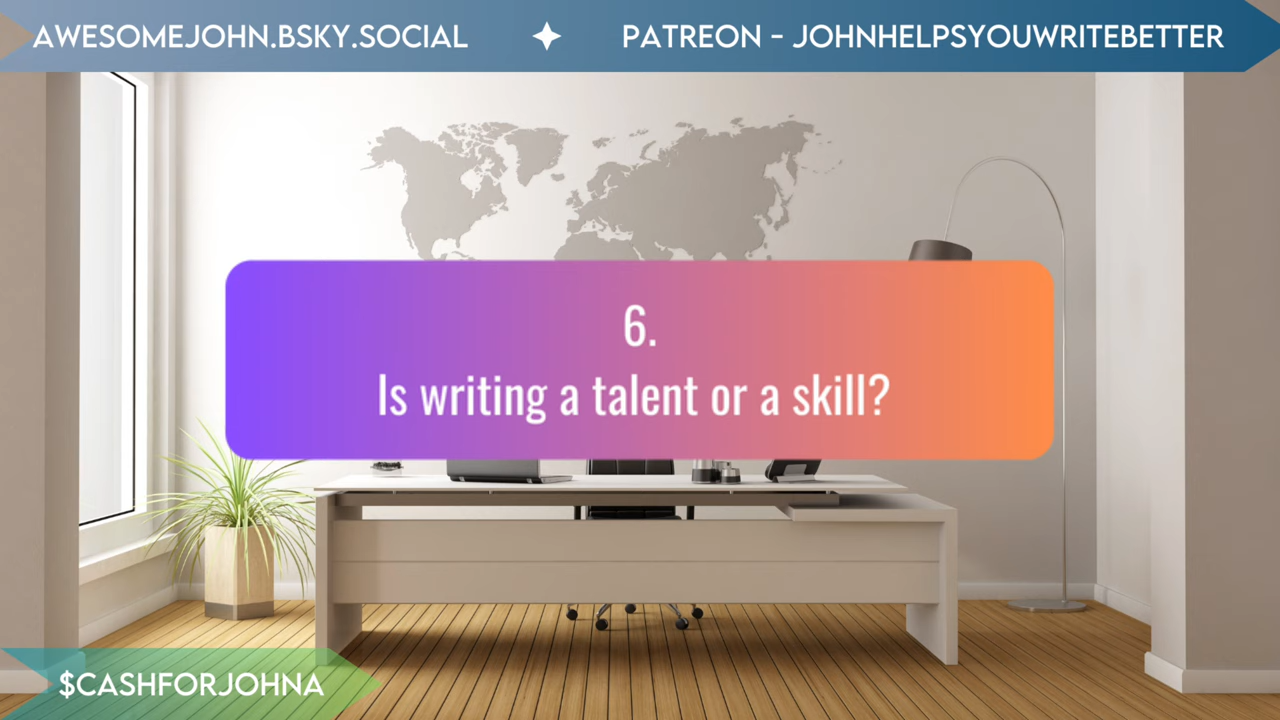 AWESOMEJOHN.BSKY.SOCIAL
PATREON - JOHNHELPSYOUWRITEBETTER
6.
Is writing a talent or a skill?
$CASHFORJOHNA